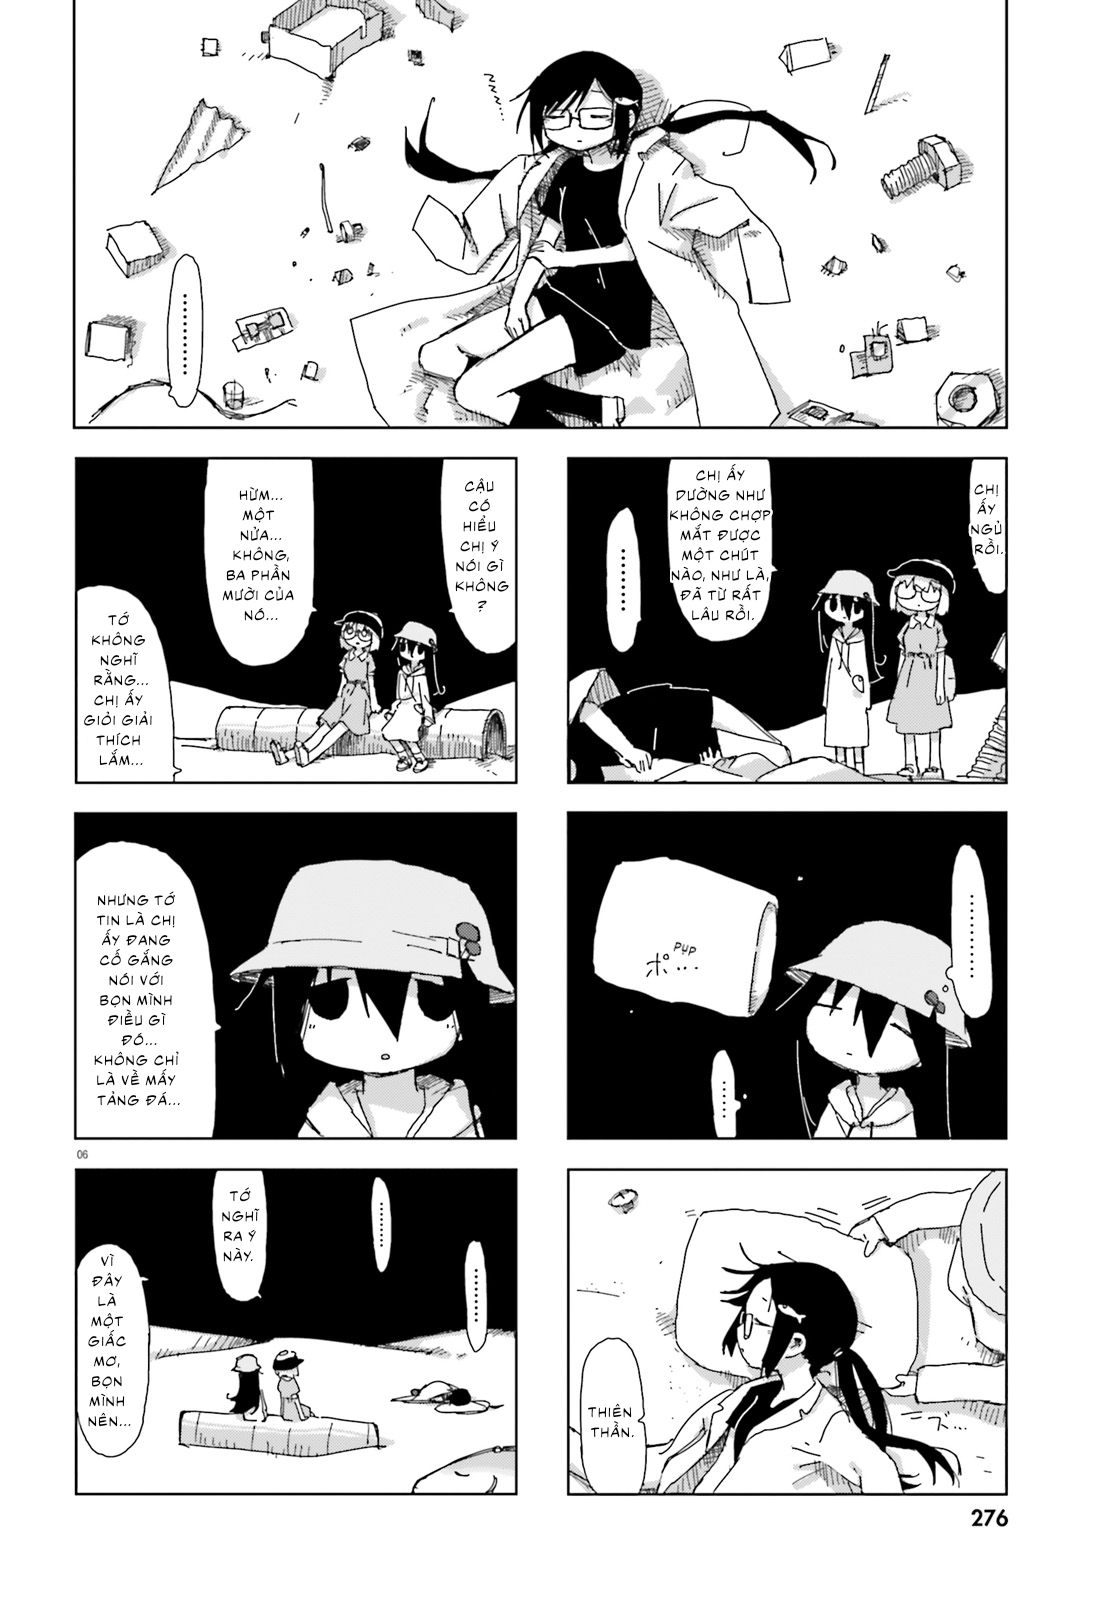 …………
CHỊ
ẤY
NGỦ
RỒI.
CHỊ ẤY
DƯỜNG NHƯ
KHÔNG CHỢP
MẮT ĐƯỢC
MỘT CHÚT
NÀO, NHƯ LÀ,
ĐÃ TỪ RẤT
LÂU RỒI.
…………
…………
PỤP
ポ…
…………
THIÊN
THẦN.
ズ…
CẬU
CÓ
HIỂU
CHỊ Ý
NÓI GÌ
KHÔNG
?
HỪM…
MỘT
NỬA…
KHÔNG,
BA PHẦN
MƯỜI CỦA
NÓ…
TỚ
KHÔNG
NGHĨ
RẰNG…
CHỊ ẤY
GIỎI GIẢI
THÍCH
LẮM…
NHƯNG TỚ
TIN LÀ CHỊ
ẤY ĐANG
CỐ GẮNG
NÓI VỚI
BỌN MÌNH
ĐIỀU GÌ
ĐÓ…
KHÔNG CHỈ
LÀ VỀ MẤY
TẢNG ĐÁ…
06
…………
…………
TỚ
NGHĨ
RA Ý
NÀY.
VÌ
ĐÂY
LÀ
MỘT
GIẤC
MƠ,
BỌN
MÌNH
NÊN…
276